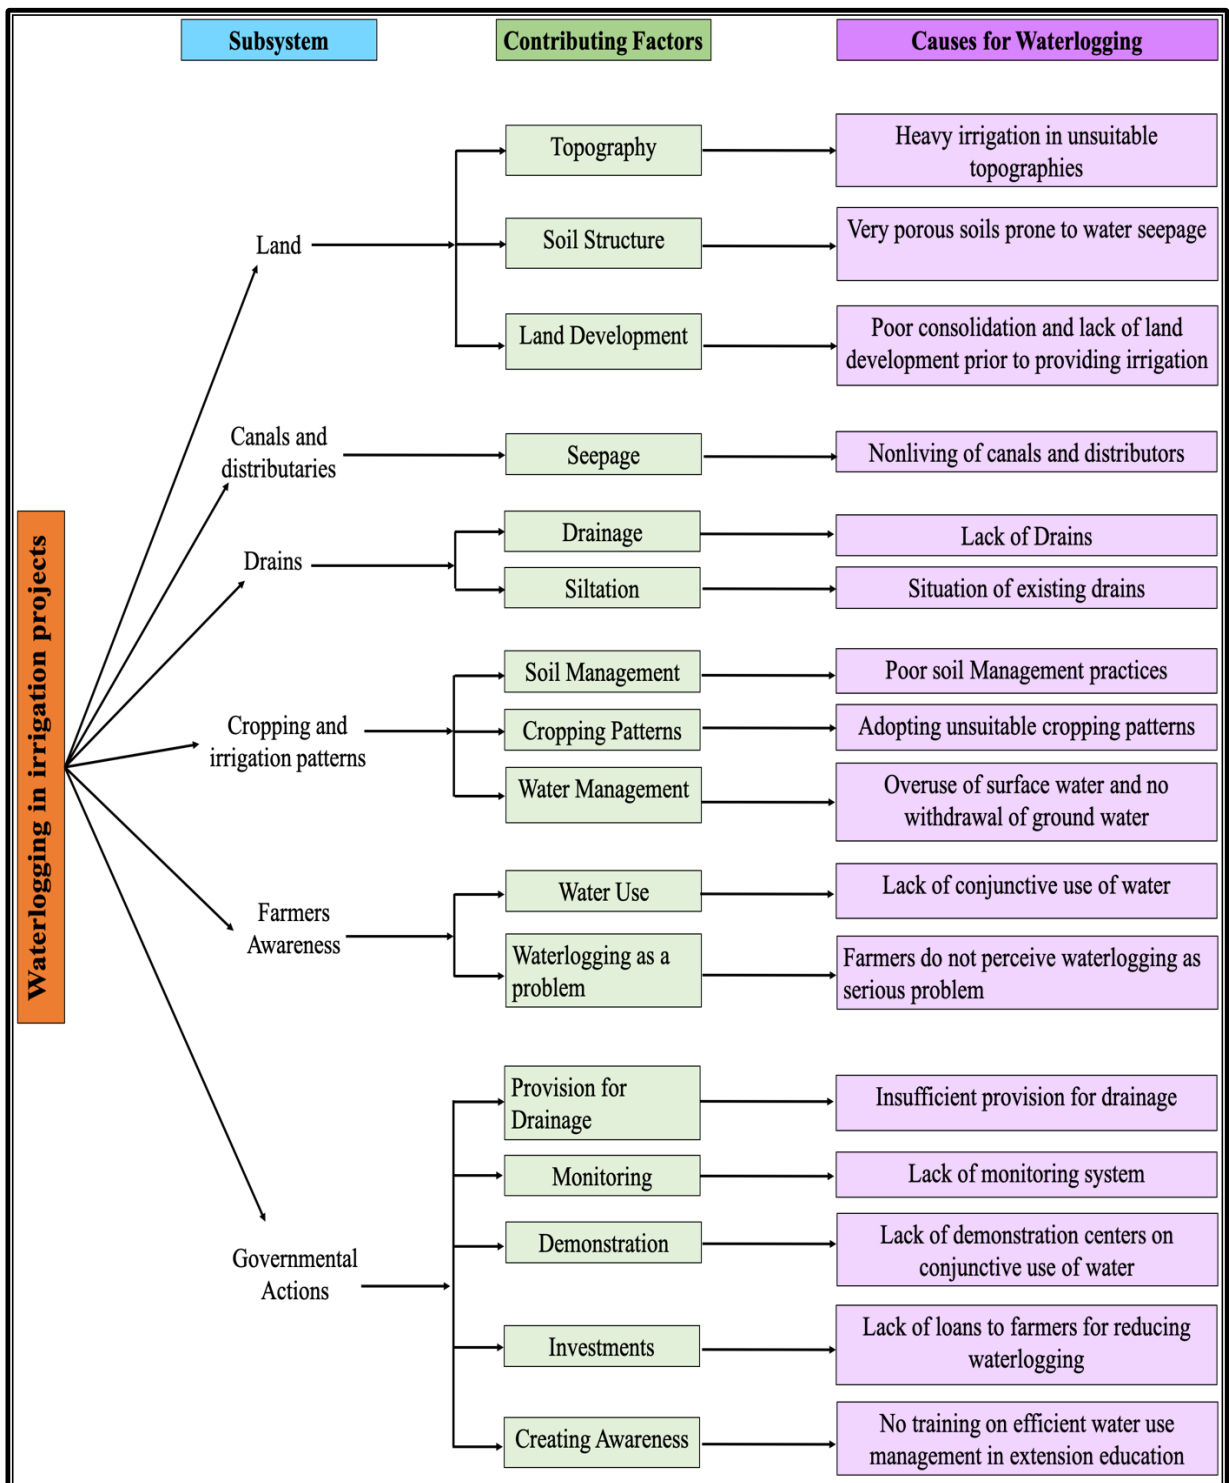 Subsystem
Contributing Factors
Causes for Waterlogging
Waterlogging in irrigation projects
Land
Topography
Heavy irrigation in unsuitable
topographies
Soil Structure
Very porous soils prone to water seepage
Land Development
Poor consolidation and lack of land
development prior to providing irrigation
Canals and
distributaries
Seepage
Nonliving of canals and distributors
Drains
Drainage
Lack of Drains
Siltation
Situation of existing drains
Cropping and
irrigation patterns
Soil Management
Poor soil Management practices
Cropping Patterns
Adopting unsuitable cropping patterns
Water Management
Overuse of surface water and no
withdrawal of ground water
Farmers
Awareness
Water Use
Lack of conjunctive use of water
Waterlogging as a
problem
Farmers do not perceive waterlogging as
serious problem
Governmental
Actions
Provision for
Drainage
Insufficient provision for drainage
Monitoring
Lack of monitoring system
Demonstration
Lack of demonstration centers on
conjunctive use of water
Investments
Lack of loans to farmers for reducing
waterlogging
Creating Awareness
No training on efficient water use
management in extension education